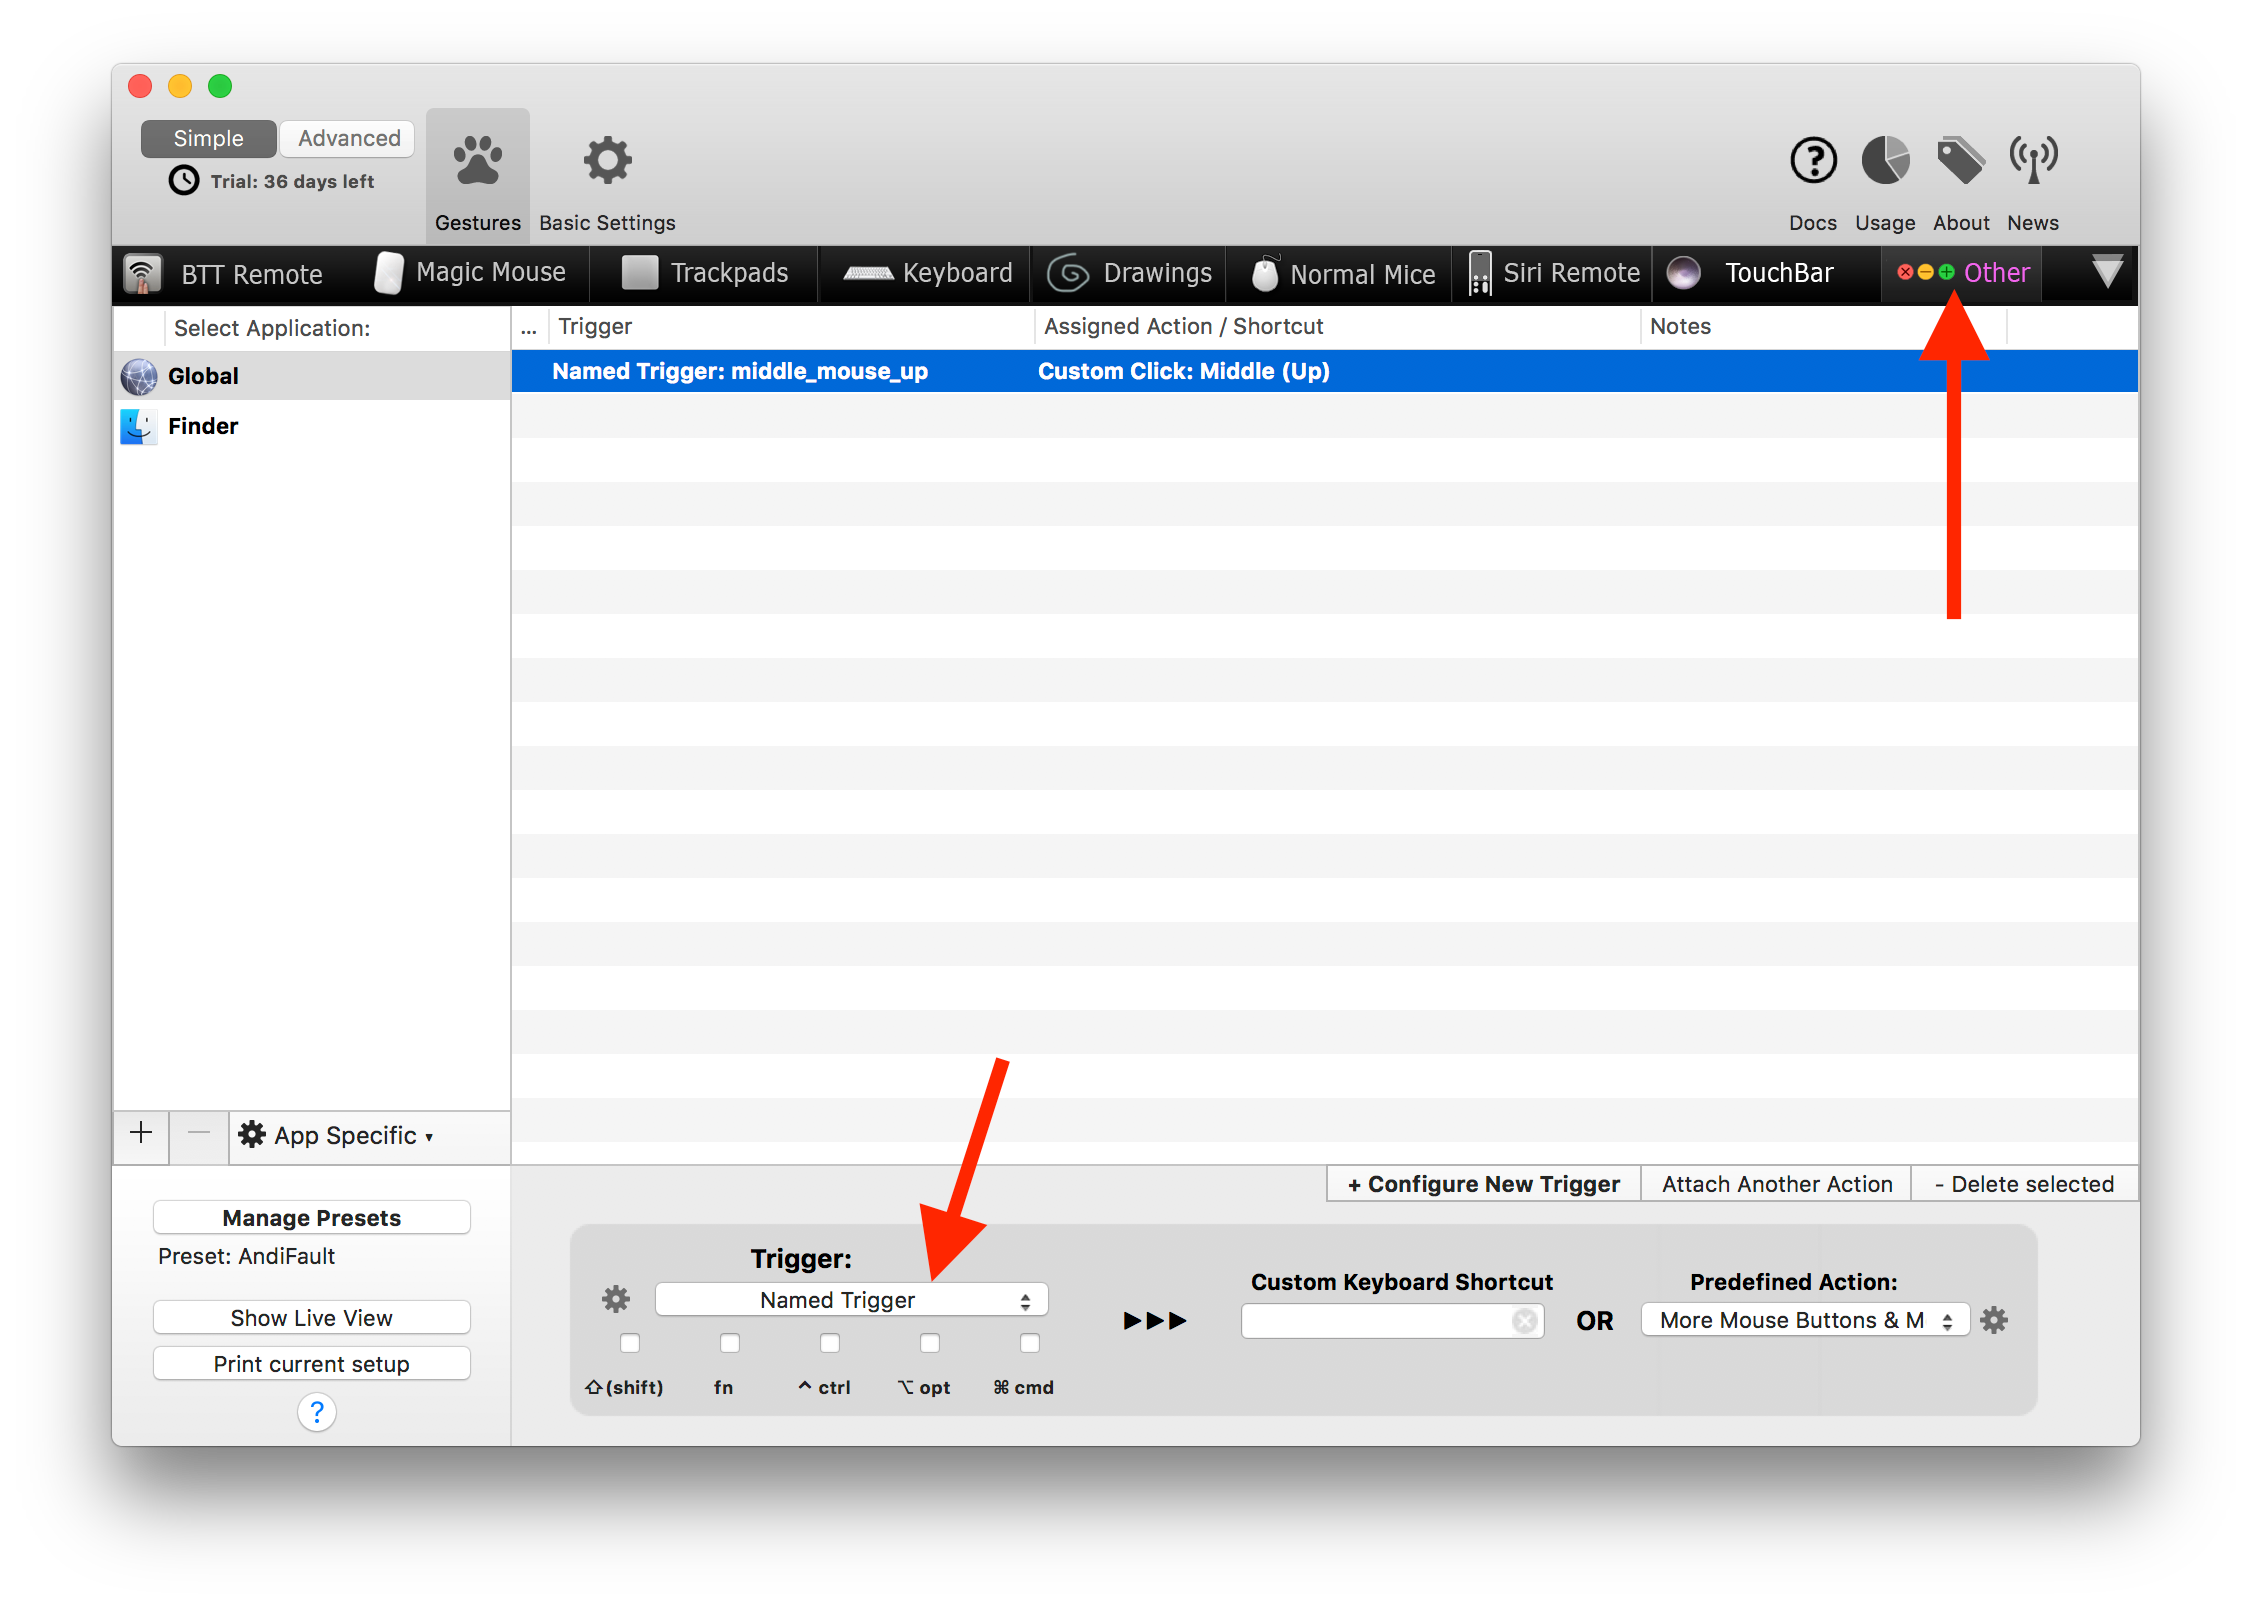 Simple Advanced
Trial: 36 days left
Gestures Basic Settings Docs Usage About News
BTT Remote Magic Mouse Trackpads Keyboard Drawings Normal Mice Siri Remote TouchBar Other
Select Application: ... Trigger Assigned Action / Shortcut Notes
Named Trigger: middle_mouse_up Custom Click: Middle (Up)
Global
Finder
+ − App Specific ▾
+ Configure New Trigger Attach Another Action - Delete selected
Manage Presets
Preset: AndiFault
Show Live View
Print current setup
?
Trigger:
Named Trigger
⇧(shift) fn ^ ctrl ⌥ opt ⌘ cmd
▶▶▶
Custom Keyboard Shortcut
OR
Predefined Action:
More Mouse Buttons & M